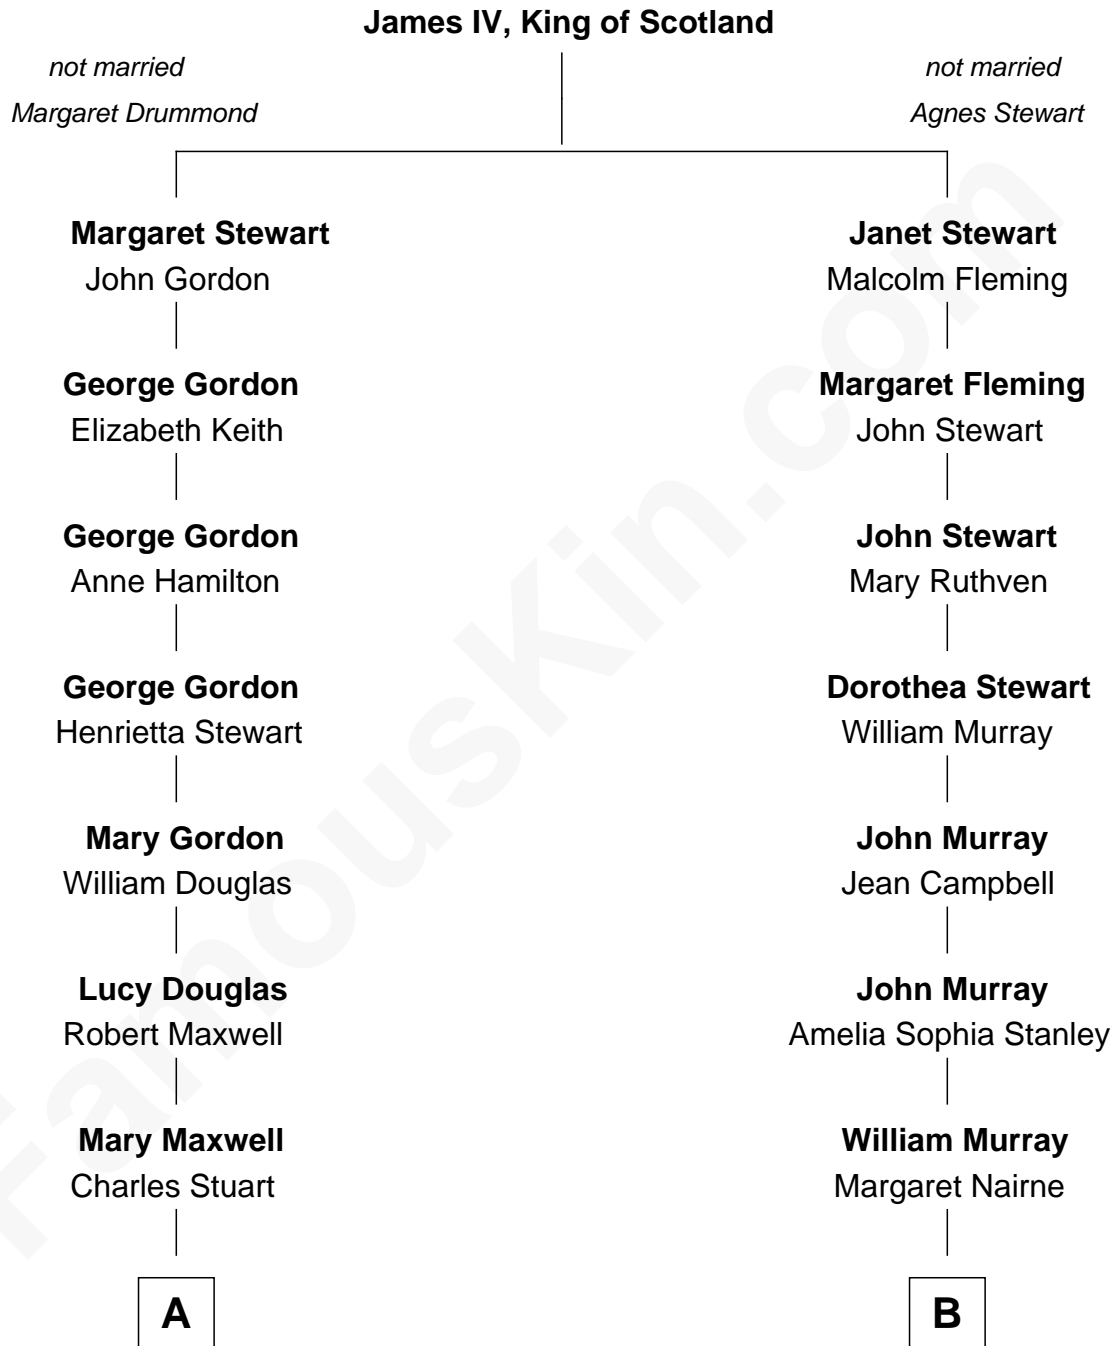 James IV, King of Scotland
not married
Margaret Drummond
not married
Agnes Stewart
Margaret Stewart
John Gordon
Janet Stewart
Malcolm Fleming
George Gordon
Elizabeth Keith
Margaret Fleming
John Stewart
George Gordon
Anne Hamilton
John Stewart
Mary Ruthven
George Gordon
Henrietta Stewart
Dorothea Stewart
William Murray
Mary Gordon
William Douglas
John Murray
Jean Campbell
Lucy Douglas
Robert Maxwell
John Murray
Amelia Sophia Stanley
Mary Maxwell
Charles Stuart
William Murray
Margaret Nairne
A
B
FamousKin.com